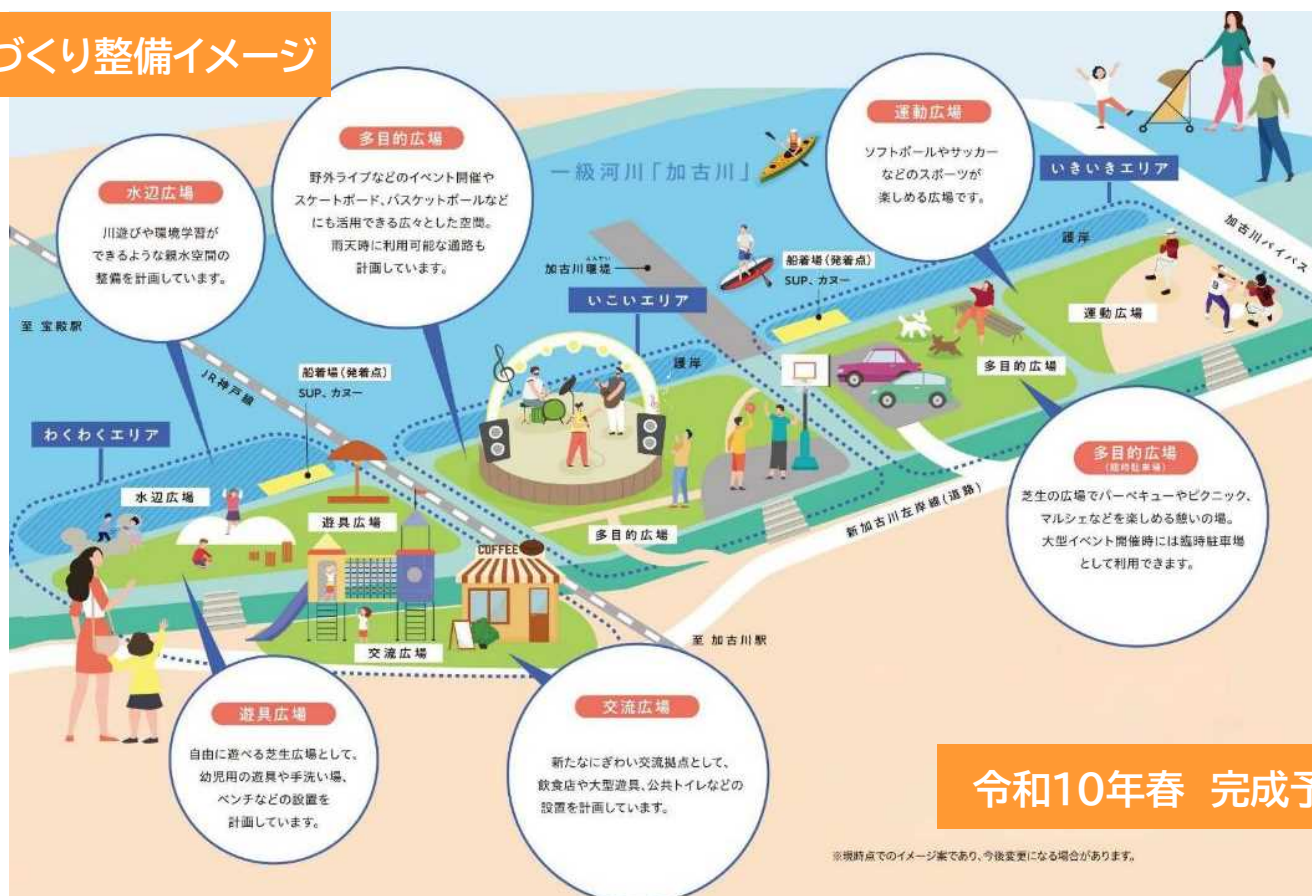 づくり整備イメージ
水辺広場
川遊びや環境学習が
できるような親水空間の
整備を計画しています。
多目的広場
野外ライブなどのイベント開催や
スケートボード、バスケットボールなど
にも活用できる広々とした空間。
雨天時に利用可能な通路も
計画しています。
一級河川「加古川」
運動広場
ソフトボールやサッカー
などのスポーツが
楽しめる広場です。
いきいきエリア
加古川バイパス
護岸
運動広場
加古川堰堤
えんてい
船着場(発着点)
SUP、カヌー
いこいエリア
護岸
多目的広場
至 宝殿駅
JR神戸線
船着場(発着点)
SUP、カヌー
わくわくエリア
水辺広場
遊具広場
COFFEE
多目的広場
新加古川左岸線(道路)
多目的広場
(臨時駐車場)
芝生の広場でバーベキューやピクニック、
マルシェなどを楽しめる憩いの場。
大型イベント開催時には臨時駐車場
として利用できます。
交流広場
至 加古川駅
遊具広場
自由に遊べる芝生広場として、
幼児用の遊具や手洗い場、
ベンチなどの設置を
計画しています。
交流広場
新たなにぎわい交流拠点として、
飲食店や大型遊具、公共トイレなどの
設置を計画しています。
令和10年春 完成予
※現時点でのイメージ案であり、今後変更になる場合があります。